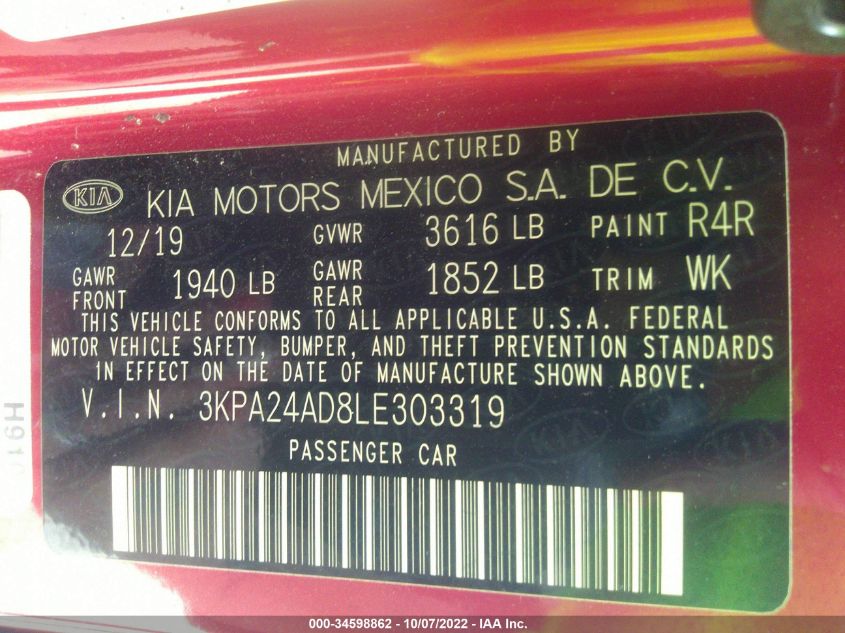 MANUFACTURED BY
KIA KIA MOTORS MEXICO S.A. DE C.V.
12/19 GVWR 3616 LB PAINT R4R
GAWR FRONT 1940 LB GAWR REAR 1852 LB TRIM WK
THIS VEHICLE CONFORMS TO ALL APPLICABLE U.S.A. FEDERAL
MOTOR VEHICLE SAFETY, BUMPER, AND THEFT PREVENTION STANDARDS
IN EFFECT ON THE DATE OF MANUFACTURE SHOWN ABOVE.
V.I.N. 3KPA24AD8LE303319
PASSENGER CAR
000-34598862 - 10/07/2022 - IAA Inc.